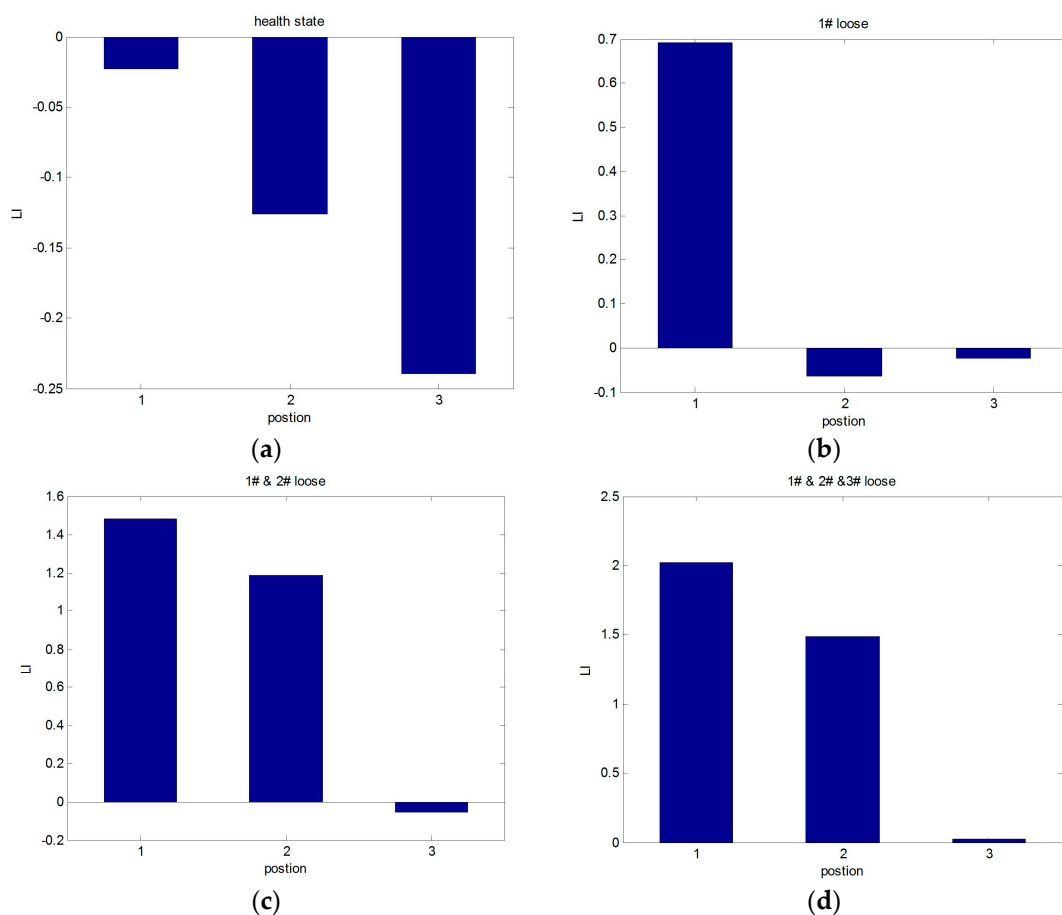 health state
0
-0.05
-0.1
-0.15
-0.2
-0.25
LI
1 2 3
postion
(a)
1# loose
0.7
0.6
0.5
0.4
0.3
0.2
0.1
0
-0.1
LI
1 2 3
postion
(b)
1# & 2# loose
1.6
1.4
1.2
1
0.8
0.6
0.4
0.2
0
-0.2
LI
1 2 3
postion
(c)
1# & 2# &3# loose
2.5
2
1.5
1
0.5
0
LI
1 2 3
postion
(d)